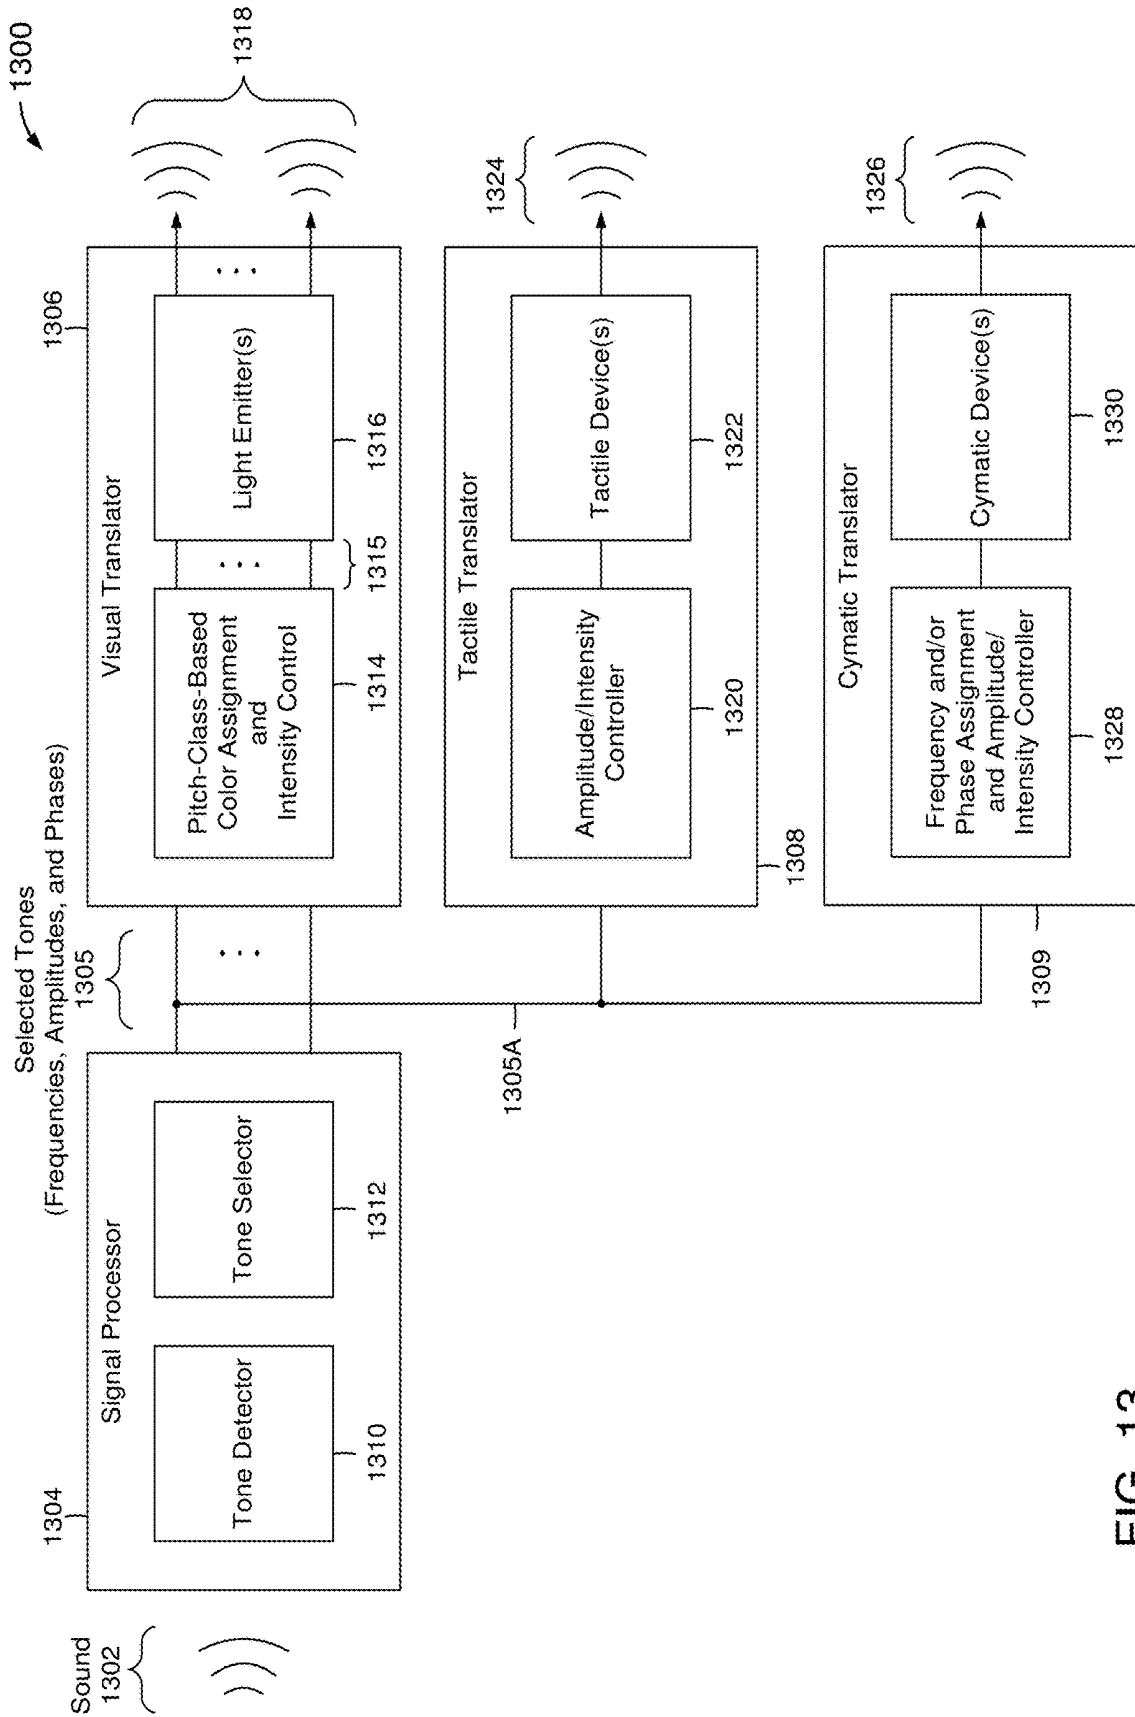 1300
Selected Tones
(Frequencies, Amplitudes, and Phases)
1305
Sound
1302
1304
Signal Processor
Tone Detector
1310
Tone Selector
1312
1305A
1306
Visual Translator
Pitch-Class-Based
Color Assignment
and
Intensity Control
1314
1315
Light Emitter(s)
1316
1318
Tactile Translator
Amplitude/Intensity
Controller
1320
Tactile Device(s)
1322
1324
1308
Cymatic Translator
Frequency and/or
Phase Assignment
and Amplitude/
Intensity Controller
1328
Cymatic Device(s)
1330
1326
1309
FIG. 13